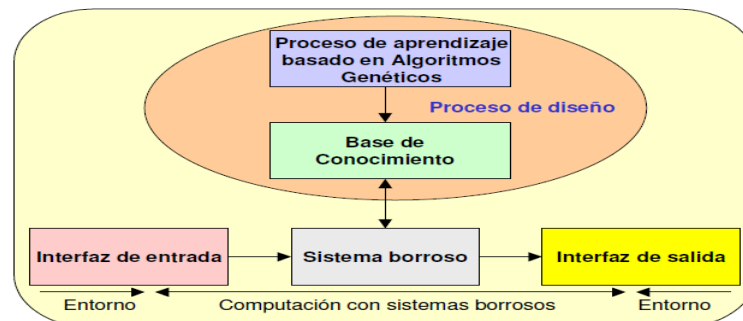 Proceso de aprendizaje
basado en Algoritmos
Genéticos
Proceso de diseño
Base de
Conocimiento
Interfaz de entrada
Sistema borroso
Interfaz de salida
Entorno
Computación con sistemas borrosos
Entorno